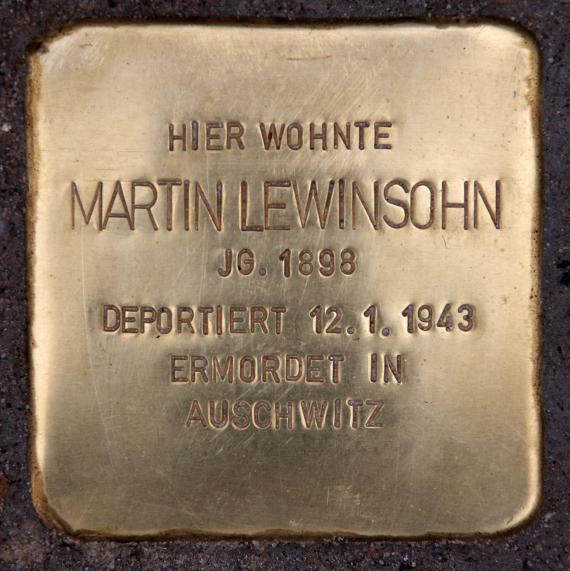 HIER WOHNTE
MARTIN LEWINSOHN
JG. 1898
DEPORTIERT 12.1.1943
ERMORDET IN
AUSCHWITZ